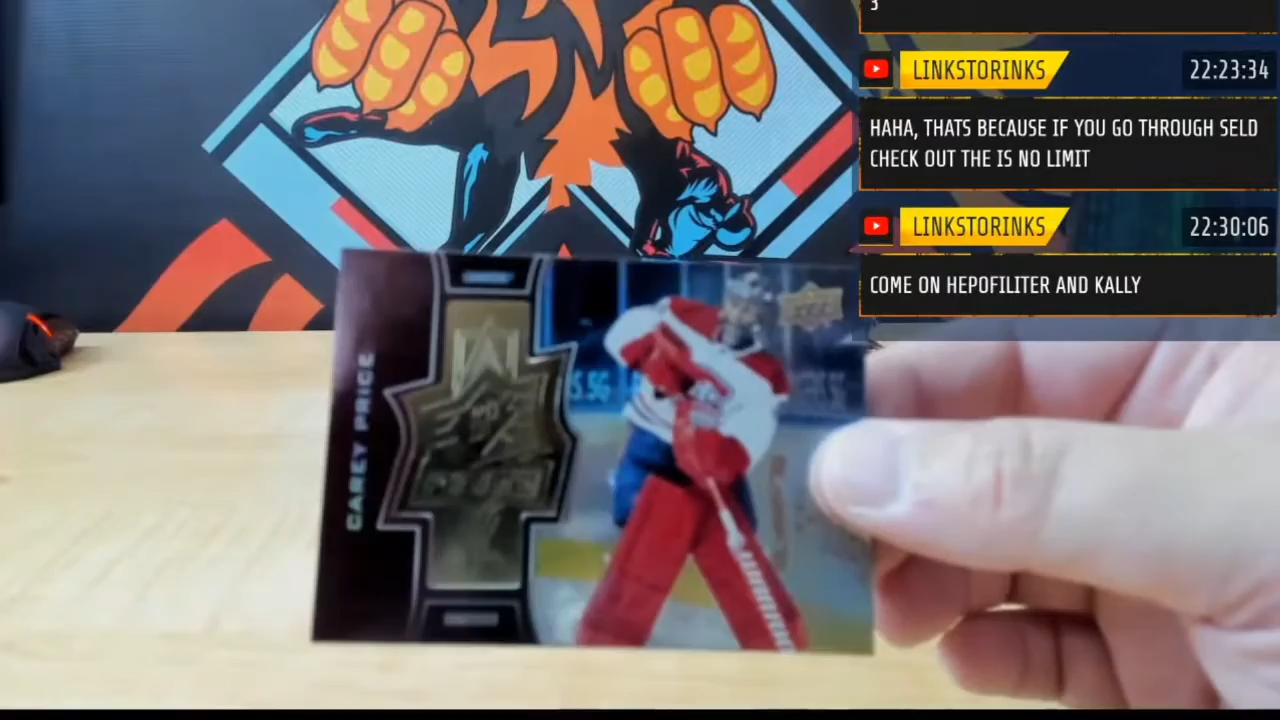 3
LINKSTORINKS
22:23:34
HAHA, THATS BECAUSE IF YOU GO THROUGH SELD
CHECK OUT THE IS NO LIMIT
LINKSTORINKS
22:30:06
COME ON HEPOFILITER AND KALLY
CAREY PRICE